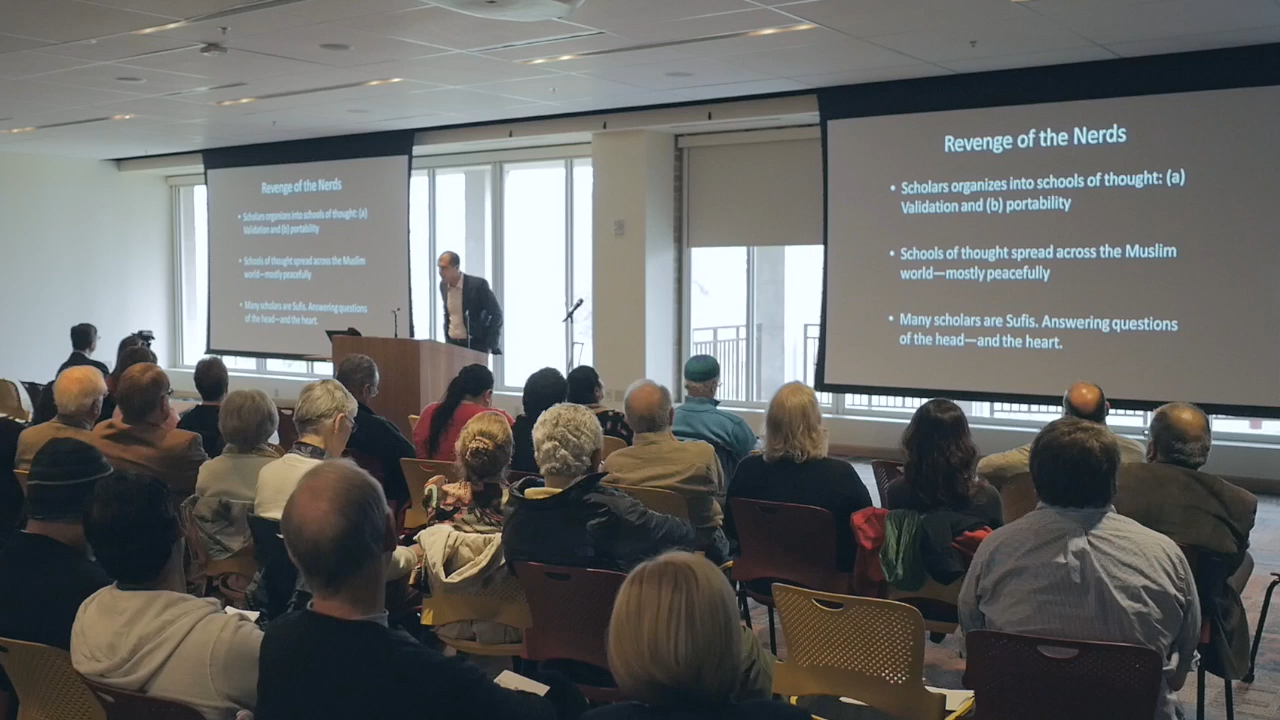 Revenge of the Nerds
• Scholars organizes into schools of thought: (a)
Validation and (b) portability
• Schools of thought spread across the Muslim
world—mostly peacefully
• Many scholars are Sufis. Answering questions
of the head—and the heart.
Revenge of the Nerds
• Scholars organizes into schools of thought: (a)
Validation and (b) portability
• Schools of thought spread across the Muslim
world—mostly peacefully
• Many scholars are Sufis. Answering questions
of the head—and the heart.